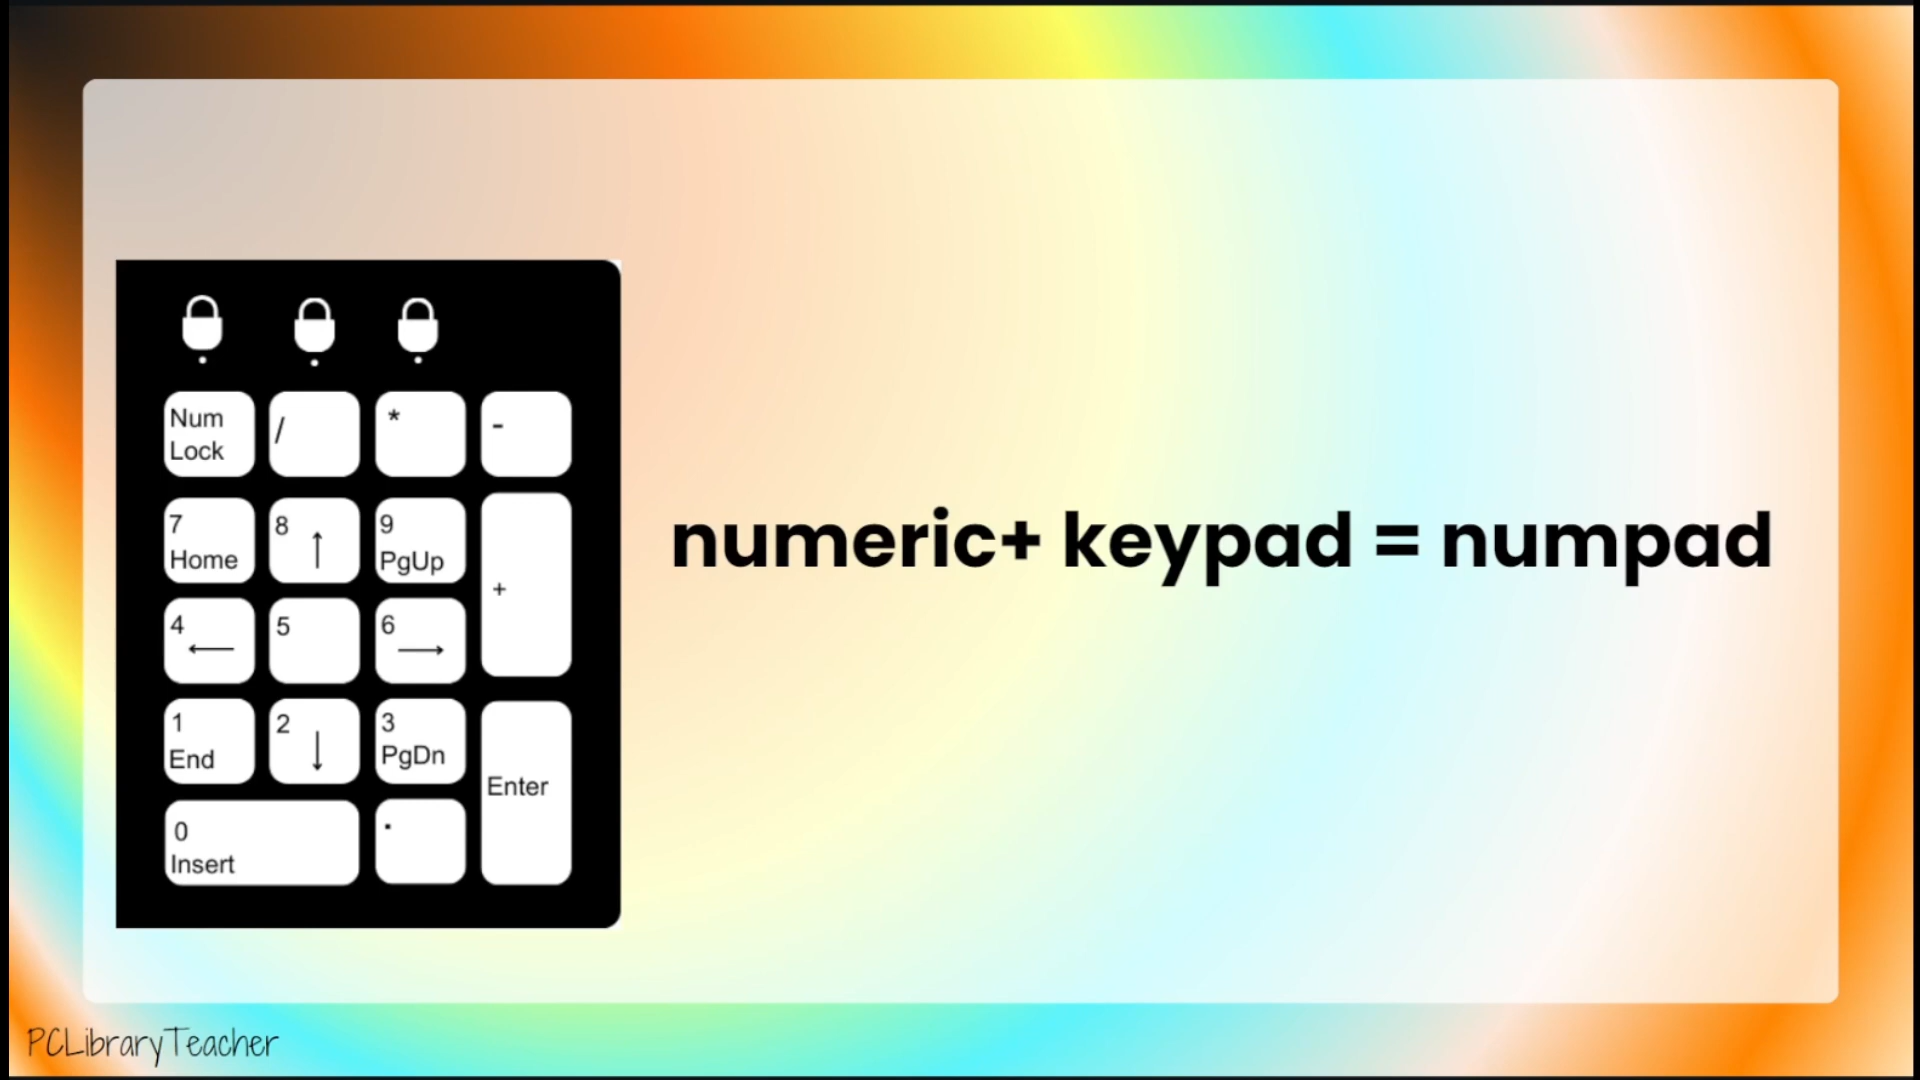 Num
Lock
/
*
-
7
Home
8
↑
9
PgUp
+
4
←
5
6
→
1
End
2
↓
3
PgDn
Enter
0
Insert
.
numeric+ keypad = numpad
PCLibraryTeacher